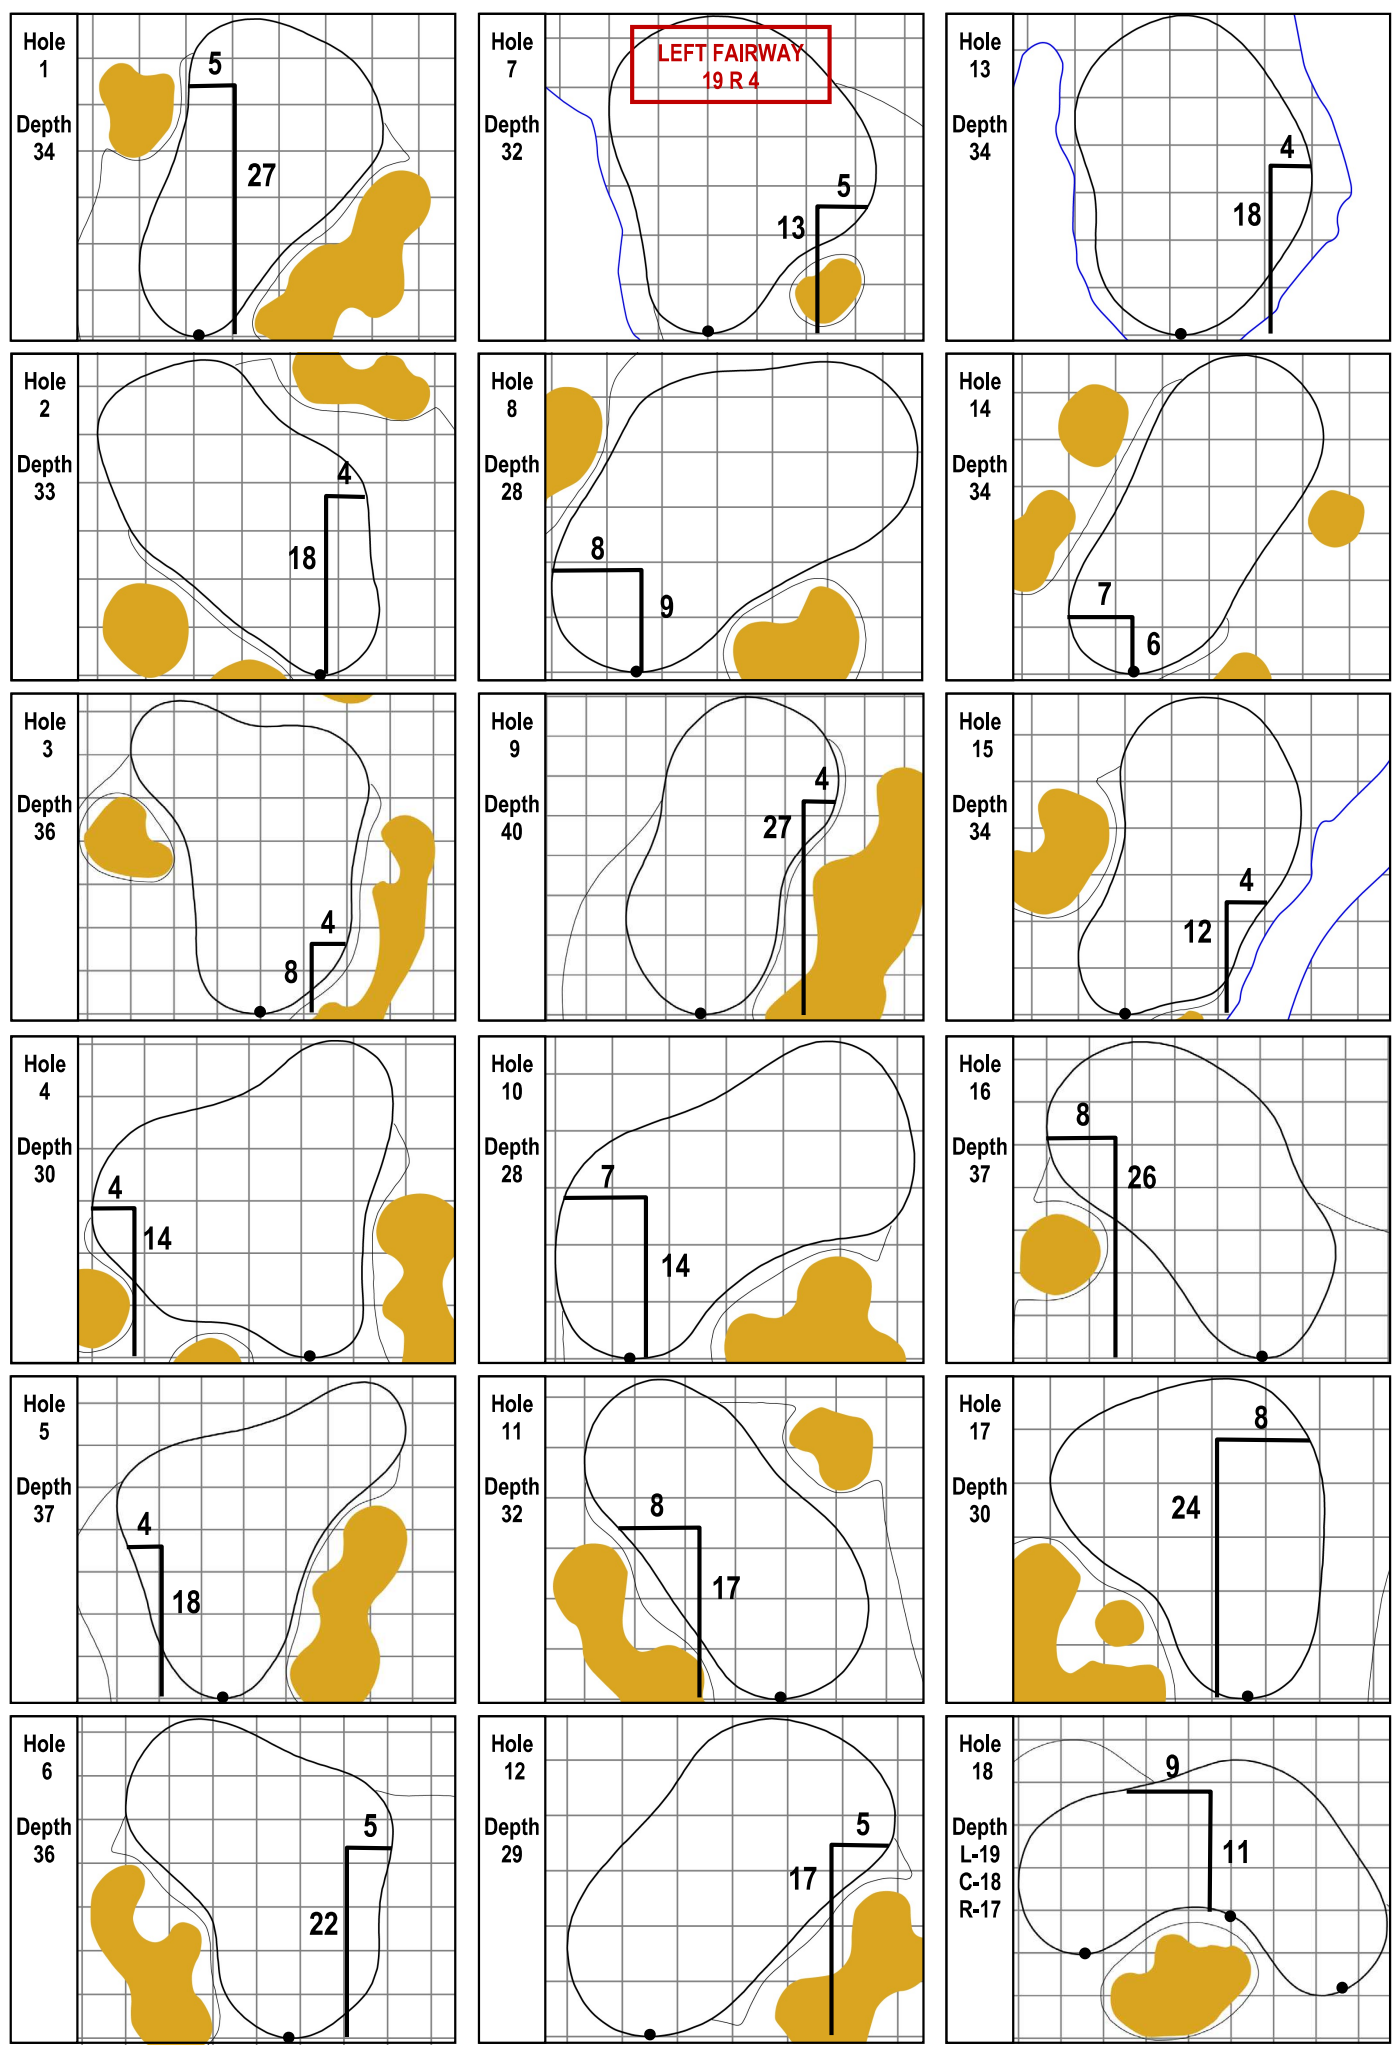 Hole
1
Depth
34
5
27
Hole
7
Depth
32
LEFT FAIRWAY
19 R 4
5
13
Hole
13
Depth
34
4
18
Hole
2
Depth
33
4
18
Hole
8
Depth
28
8
9
Hole
14
Depth
34
7
6
Hole
3
Depth
36
4
8
Hole
9
Depth
40
4
27
Hole
15
Depth
34
4
12
Hole
4
Depth
30
4
14
Hole
10
Depth
28
7
14
Hole
16
Depth
37
8
26
Hole
5
Depth
37
4
18
Hole
11
Depth
32
8
17
Hole
17
Depth
30
8
24
Hole
6
Depth
36
5
22
Hole
12
Depth
29
5
17
Hole
18
Depth
L-19
C-18
R-17
9
11